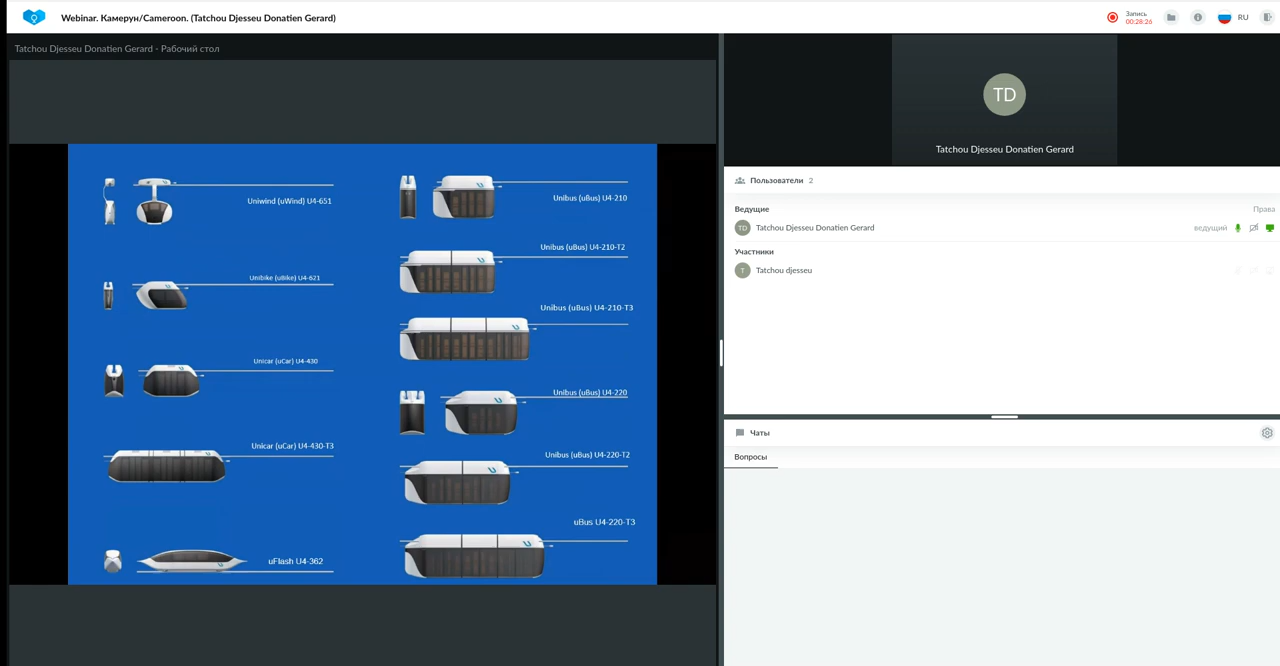 Webinar. Камерун/Cameroon. (Tatchou Djesseu Donatien Gerard)
Запись
00:28:26
RU
Tatchou Djesseu Donatien Gerard - Рабочий стол
Uniwind (uWind) U4-651
Unibike (uBike) U4-621
Unicar (uCar) U4-430
Unicar (uCar) U4-430-T3
uFlash U4-362
Unibus (uBus) U4-210
Unibus (uBus) U4-210-T2
Unibus (uBus) U4-210-T3
Unibus (uBus) U4-220
Unibus (uBus) U4-220-T2
uBus U4-220-T3
TD
Tatchou Djesseu Donatien Gerard
Пользователи 2
Ведущие Права
TD Tatchou Djesseu Donatien Gerard ведущий
Участники
T Tatchou djesseu
Чаты
Вопросы